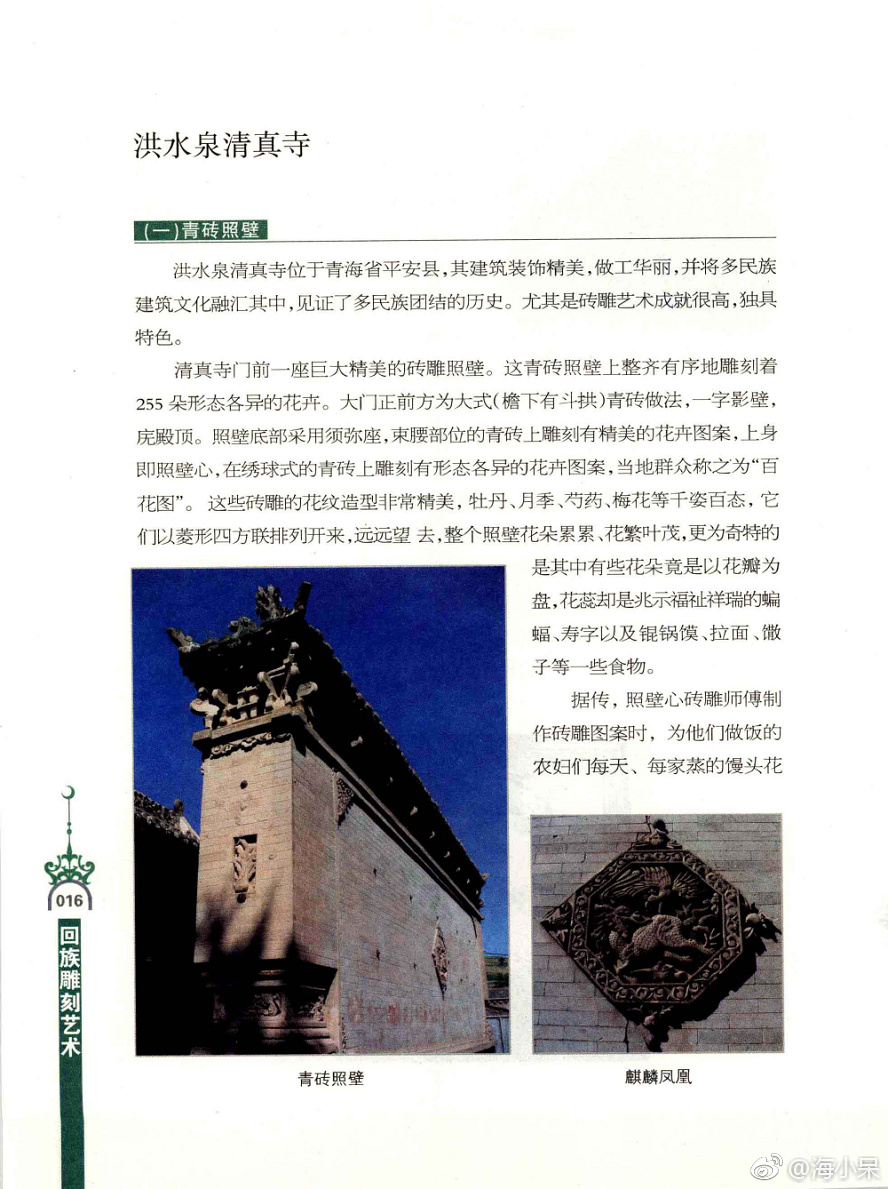 洪水泉清真寺
(一)青砖照壁
洪水泉清真寺位于青海省平安县,其建筑装饰精美,做工华丽,并将多民族
建筑文化融汇其中,见证了多民族团结的历史。尤其是砖雕艺术成就很高,独具
特色。
清真寺门前一座巨大精美的砖雕照壁。这青砖照壁上整齐有序地雕刻着
255 朵形态各异的花卉。大门正前方为大式(檐下有斗拱)青砖做法,一字影壁,
庑殿顶。照壁底部采用须弥座,束腰部位的青砖上雕刻有精美的花卉图案,上身
即照壁心,在绣球式的青砖上雕刻有形态各异的花卉图案,当地群众称之为“百
花图”。 这些砖雕的花纹造型非常精美, 牡丹、月季、芍药、梅花等千姿百态, 它
们以菱形四方联排列开来,远远望 去,整个照壁花朵累累、花繁叶茂,更为奇特的
是其中有些花朵竟是以花瓣为
盘,花蕊却是兆示福祉祥瑞的蝙
蝠、寿字以及锟锅馍、拉面、馓
子等一些食物。
据传, 照壁心砖雕师傅制
作砖雕图案时, 为他们做饭的
农妇们每天、每家蒸的馒头花
青砖照壁
麒麟凤凰
016
回族雕刻艺术
@海小呆